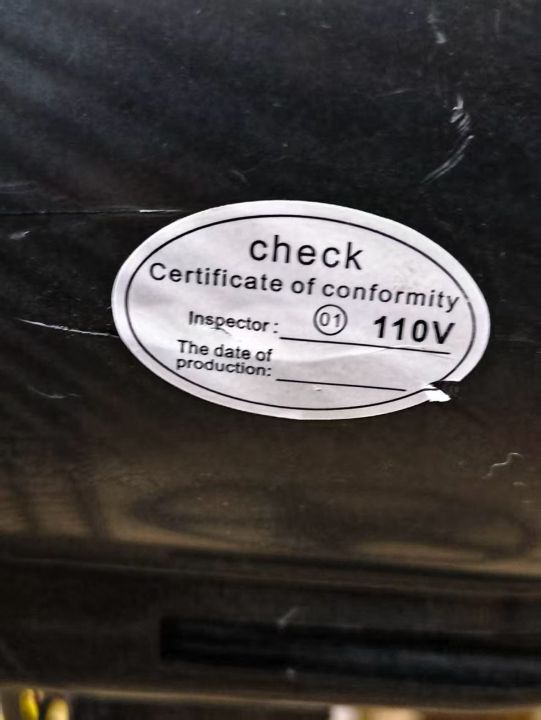 check
Certificate of conformity
Inspector: 01 110V
The date of
production: